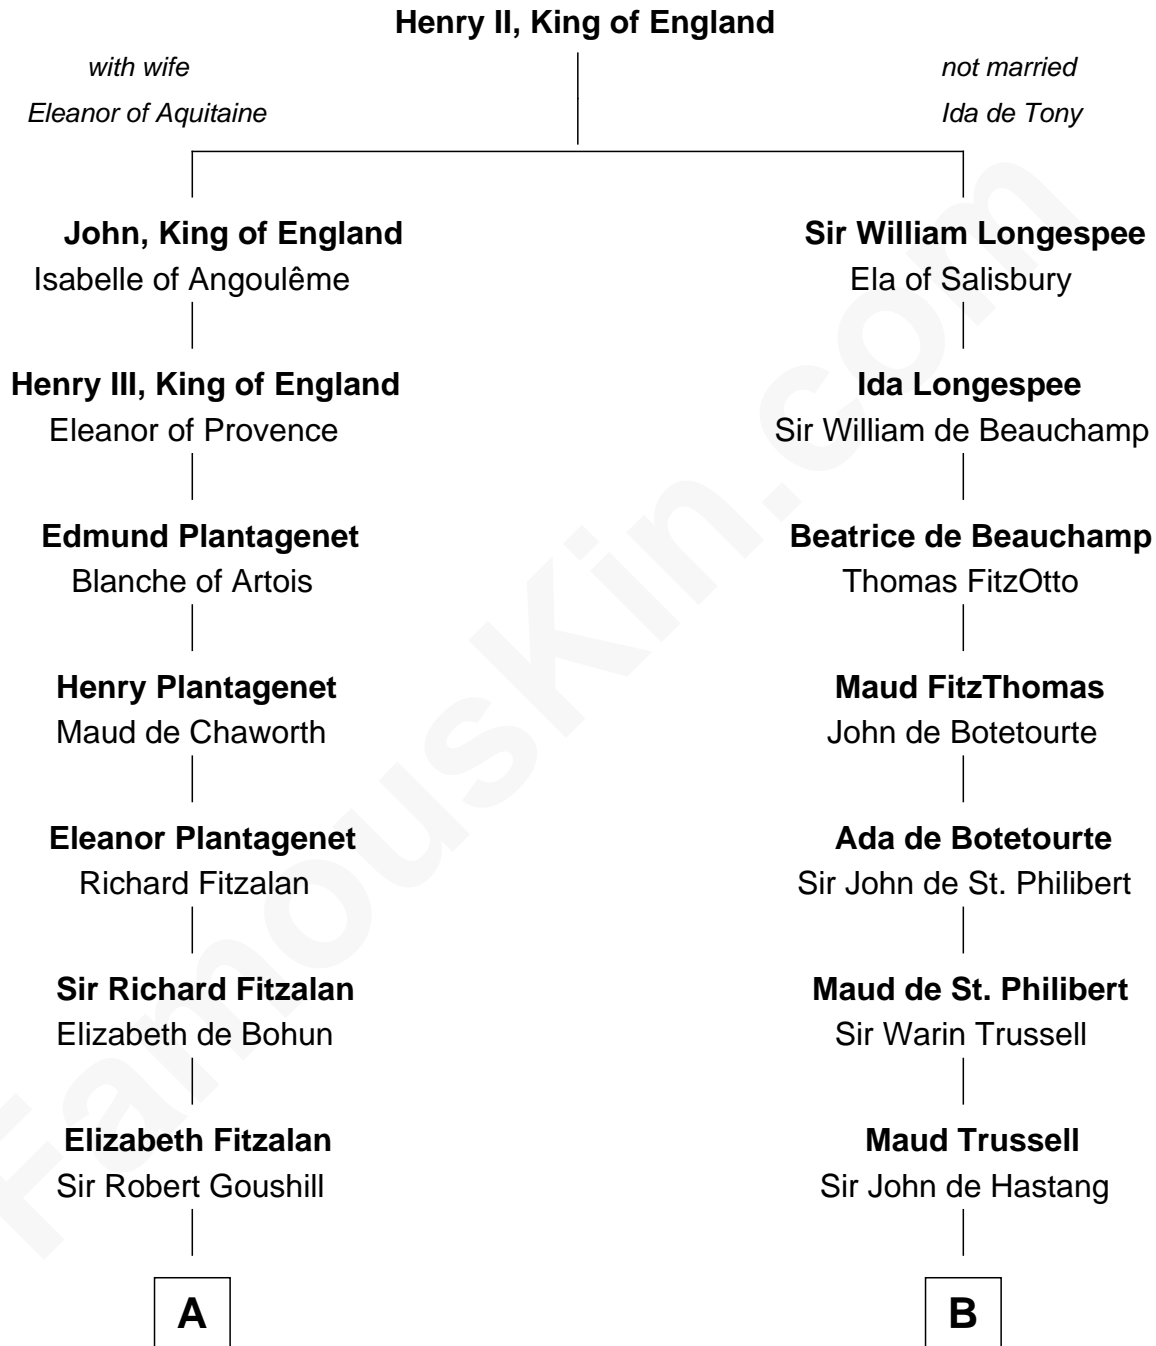 Henry II, King of England
with wife
Eleanor of Aquitaine
not married
Ida de Tony
John, King of England
Isabelle of Angoulême
Sir William Longespee
Ela of Salisbury
Henry III, King of England
Eleanor of Provence
Ida Longespee
Sir William de Beauchamp
Edmund Plantagenet
Blanche of Artois
Beatrice de Beauchamp
Thomas FitzOtto
Henry Plantagenet
Maud de Chaworth
Maud FitzThomas
John de Botetourte
Eleanor Plantagenet
Richard Fitzalan
Ada de Botetourte
Sir John de St. Philibert
Sir Richard Fitzalan
Elizabeth de Bohun
Maud de St. Philibert
Sir Warin Trussell
Elizabeth Fitzalan
Sir Robert Goushill
Maud Trussell
Sir John de Hastang
A
B
FamousKin.com